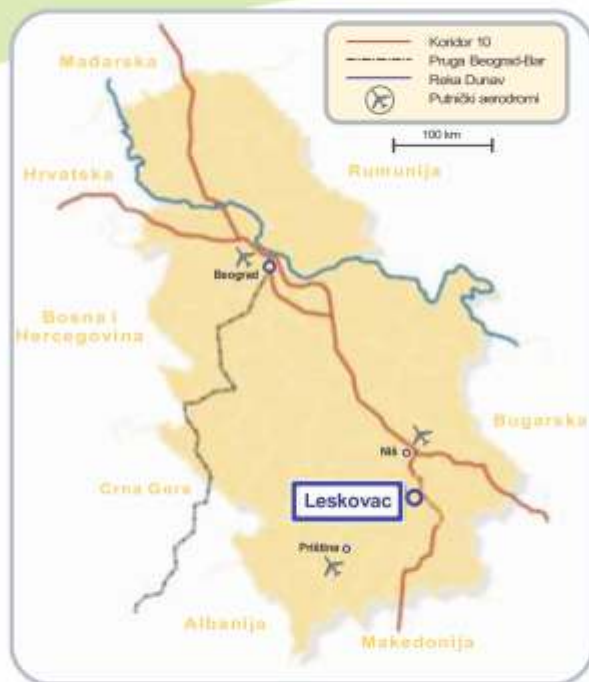 Koridor 10
Pruga Beograd-Bar
Reka Dunav
Putnički aerodromi
100 km
Mađarska
Hrvatska
Rumunija
Beograd
Bosna i
Hercegovina
Bugarska
Niš
Crna Gora
Leskovac
Priština
Albanija
Makedonija